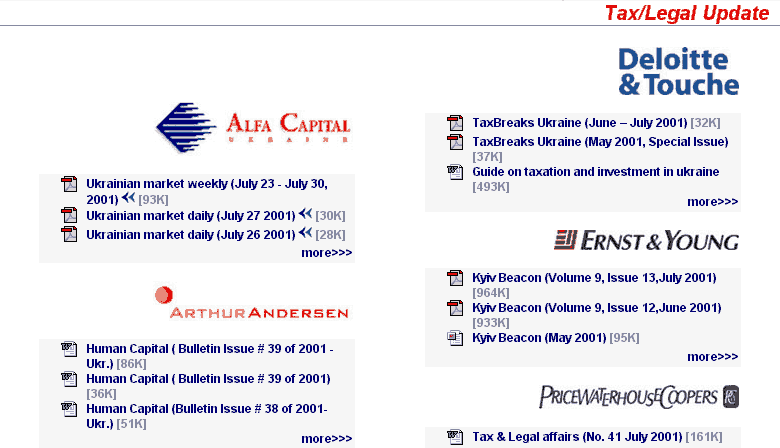 Tax/Legal Update
ALFA CAPITAL
UKRAINE
Ukrainian market weekly (July 23 - July 30,
2001) [93K]
Ukrainian market daily (July 27 2001) [30K]
Ukrainian market daily (July 26 2001) [28K]
more>>>
ARTHURANDERSEN
Human Capital ( Bulletin Issue # 39 of 2001 -
Ukr.) [86K]
Human Capital ( Bulletin Issue # 39 of 2001)
[36K]
Human Capital (Bulletin Issue # 38 of 2001-
Ukr.) [51K]
more>>>
Deloitte
& Touche
TaxBreaks Ukraine (June – July 2001) [32K]
TaxBreaks Ukraine (May 2001, Special Issue)
[37K]
Guide on taxation and investment in ukraine
[493K]
more>>>
ERNST & YOUNG
Kyiv Beacon (Volume 9, Issue 13,July 2001)
[964K]
Kyiv Beacon (Volume 9, Issue 12,June 2001)
[933K]
Kyiv Beacon (May 2001) [95K]
more>>>
PRICEWATERHOUSECOOPERS
Tax & Legal affairs (No. 41 July 2001) [161K]